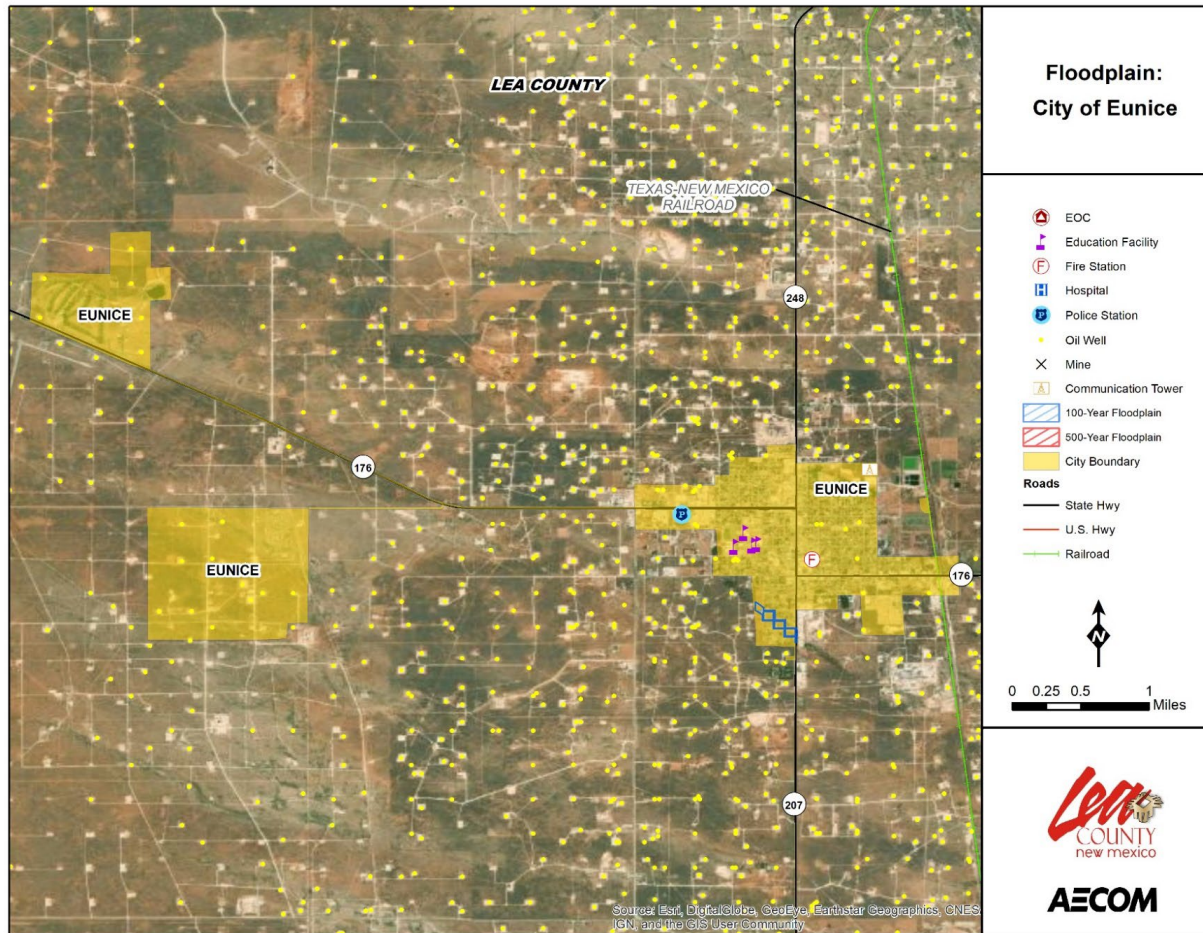 LEA COUNTY
TEXAS-NEW MEXICO
RAILROAD
248
EUNICE
176
EUNICE
P
A
EUNICE
F
176
207
Source: Esri, DigitalGlobe, GeoEye, Earthstar Geographics, CNES
IGN, and the GIS User Community
Floodplain:
City of Eunice
EOC
Education Facility
F Fire Station
H Hospital
P Police Station
Oil Well
Mine
A Communication Tower
100-Year Floodplain
500-Year Floodplain
City Boundary
Roads
State Hwy
U.S. Hwy
Railroad
N
0 0.25 0.5 1
Miles
EUNICE
Lea
COUNTY
new mexico
AECOM